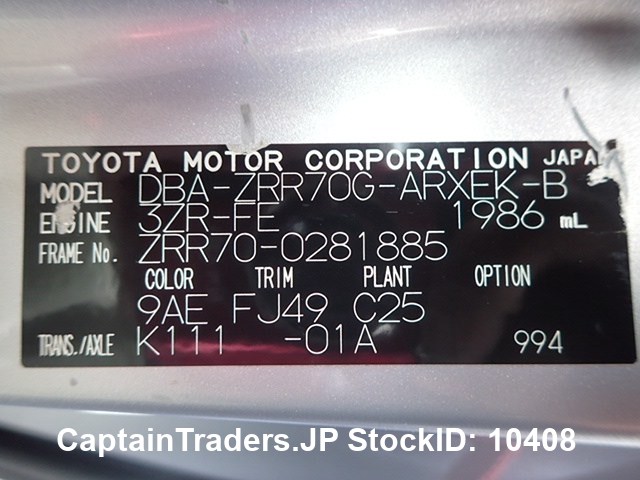 TOYOTA MOTOR CORPORATION JAPAN
MODEL DBA-ZRR70G-ARXEK-B
ENGINE 3ZR-FE 1986 mL
FRAME No. ZRR70-0281885
COLOR TRIM PLANT OPTION
9AE FJ49 C25
TRANS./AXLE K111 -01A 994
CaptainTraders.JP StockID: 10408